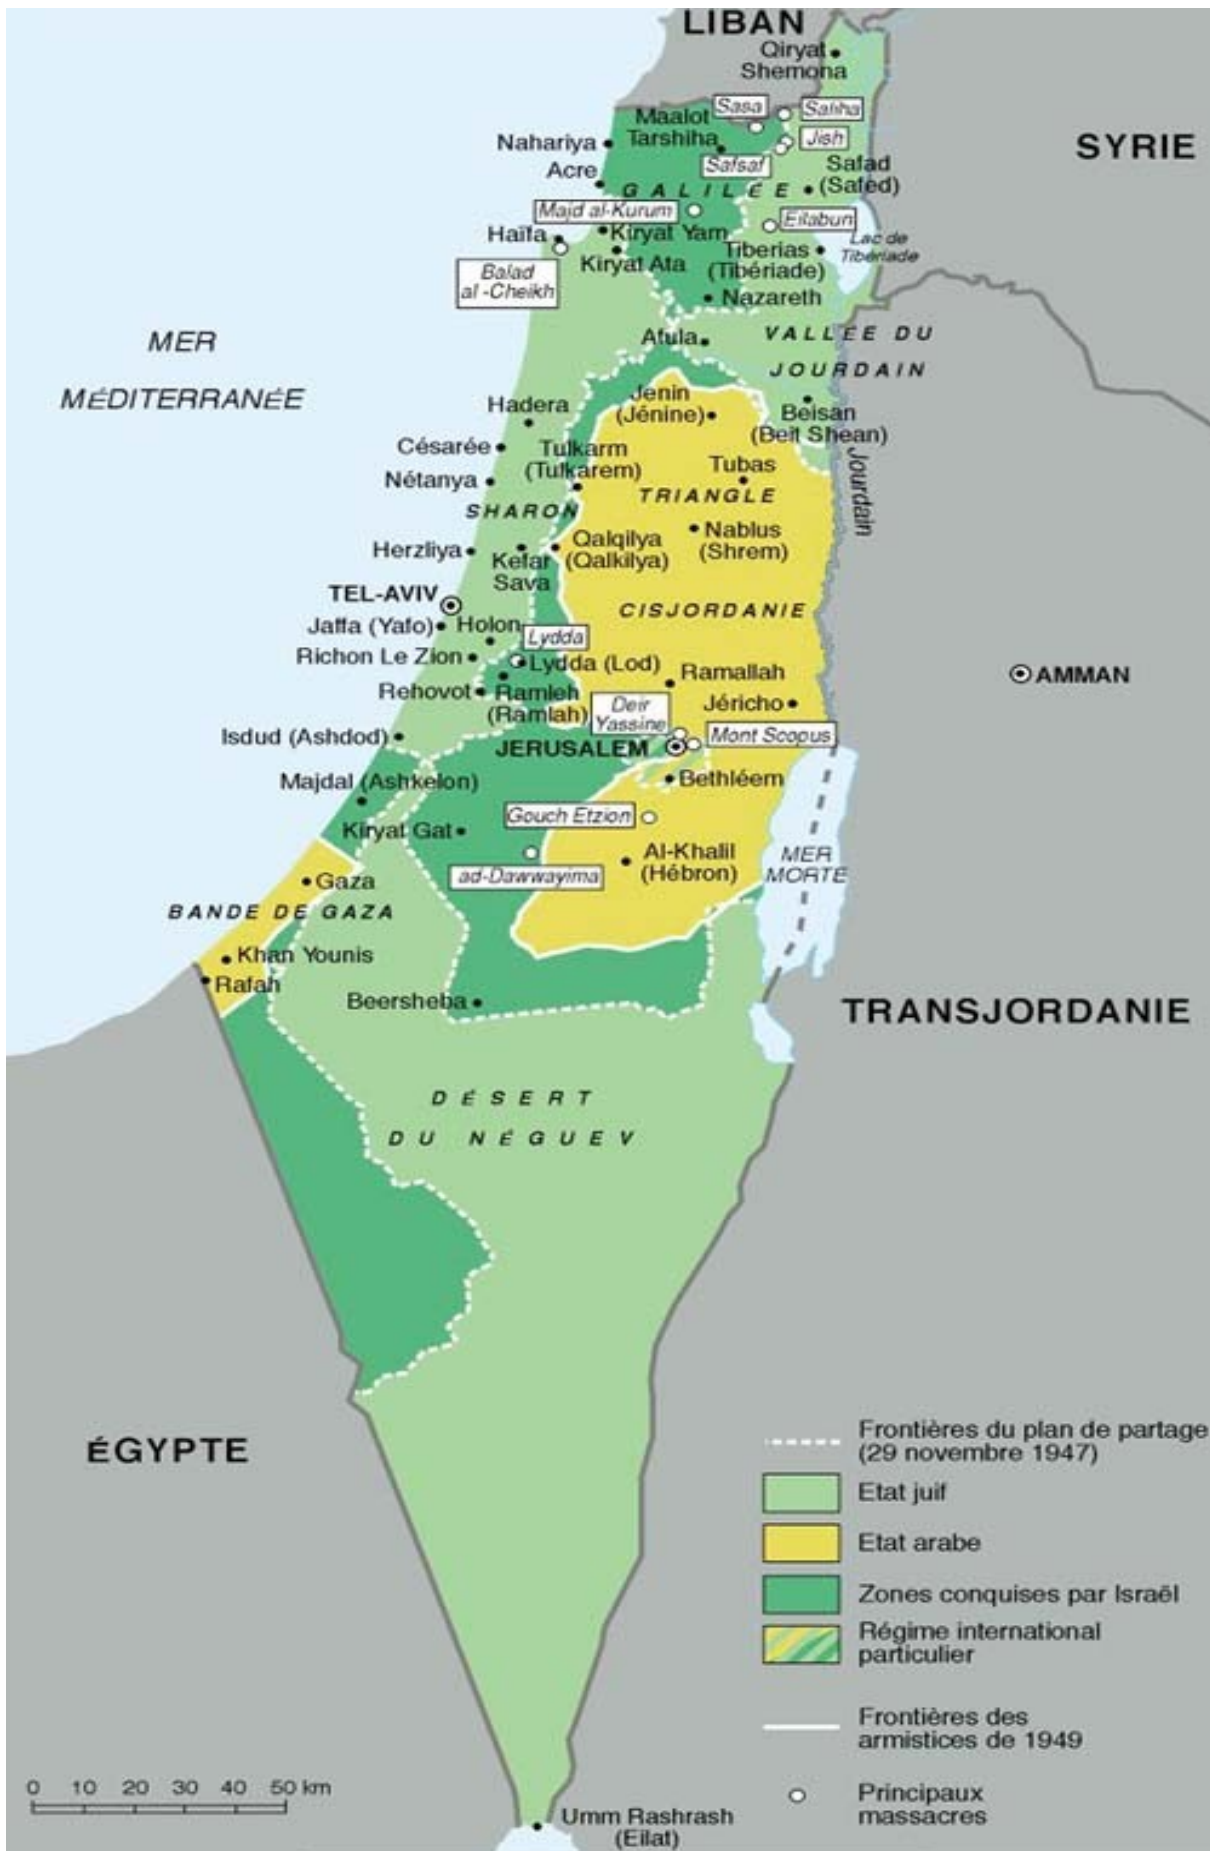 LIBAN
Qiryat
Shemona
Sasa
Saliha
Maalot
Tarshiha
Nahariya
Jish
SYRIE
Safsaf
Acre
Safad
(Safed)
GALILÉE
Majd al-Kurum
Eilabun
Haïfa
Kiryat Yam
Lac de
Tibériade
Kiryat Ata
Tiberias
(Tibériade)
Balad
al -Cheikh
Nazareth
MER
MÉDITERRANÉE
Afula
VALLÉE DU
JOURDAIN
Jenin
(Jénine)
Hadera
Beisan
(Beit Shean)
Césarée
Tulkarm
(Tulkarem)
Jourdain
Tubas
Nétanya
TRIANGLE
SHARON
Nablus
(Shrem)
Qalqilya
(Qalkilya)
Herzliya
Kefar
Sava
TEL-AVIV
CISJORDANIE
Jaffa (Yafo)
Holon
Lydda
Richon Le Zion
Lydda (Lod)
Ramallah
AMMAN
Rehovot
Ramleh
(Ramlah)
Deir
Yassine
Jéricho
Isdud (Ashdod)
JERUSALEM
Mont Scopus
Majdal (Ashkelon)
Bethléem
Gouch Etzion
Kiryat Gat
Al-Khalil
(Hébron)
MER
MORTE
ad-Dawwayima
Gaza
BANDE DE GAZA
Khan Younis
Rafah
Beersheba
TRANSJORDANIE
DÉSERT
DU NÉGUEV
ÉGYPTE
Frontières du plan de partage
(29 novembre 1947)
Etat juif
Etat arabe
Zones conquises par Israël
Régime international
particulier
Frontières des
armistices de 1949
Principaux
massacres
0 10 20 30 40 50 km
Umm Rashrash
(Eilat)